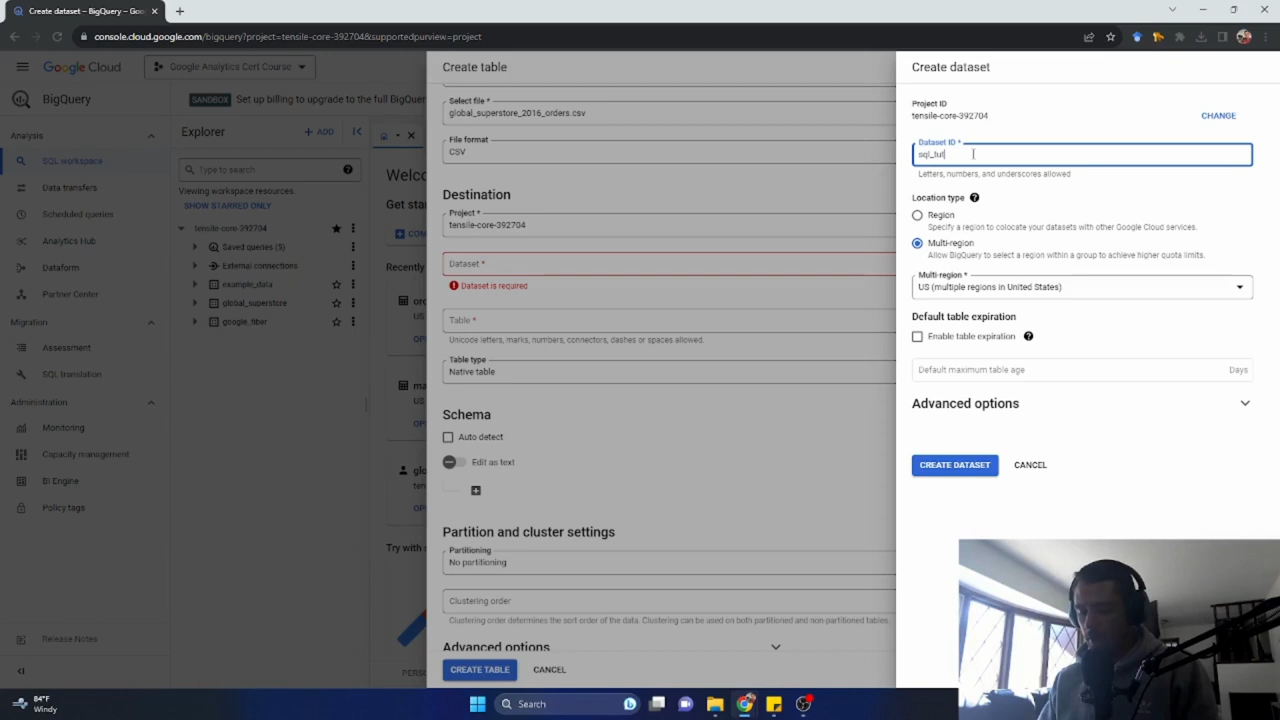 Create dataset – BigQuery – Goo
console.cloud.google.com/bigquery?project=tensile-core-392704&supportedpurview=project
Google Cloud
Google Analytics Cert Course
BigQuery
SANDBOX Set up billing to upgrade to the full BigQuer
Analysis
SQL workspace
Data transfers
Scheduled queries
Analytics Hub
Dataform
Partner Center
Migration
Assessment
SQL translation
Administration
Monitoring
Capacity management
BI Engine
Policy tags
Release Notes
Explorer
+ ADD
Type to search
Viewing workspace resources.
SHOW STARRED ONLY
tensile-core-392704
Saved queries (5)
External connections
example_data
global_superstore
google_fiber
Welco
Get sta
COM
Recently
US
Try with s
PERS
Create table
Select file *
global_superstore_2016_orders.csv
File format
CSV
Destination
Project *
tensile-core-392704
Dataset *
Dataset is required
Table *
Unicode letters, marks, numbers, connectors, dashes or spaces allowed.
Table type
Native table
Schema
Auto detect
Edit as text
Partition and cluster settings
Partitioning
No partitioning
Clustering order
Clustering order determines the sort order of the data. Clustering can be used on both partitioned and non-partitioned tables.
Advanced options
CREATE TABLE
CANCEL
Create dataset
Project ID
tensile-core-392704
CHANGE
Dataset ID *
sql_tut
Letters, numbers, and underscores allowed
Location type
Region
Specify a region to colocate your datasets with other Google Cloud services.
Multi-region
Allow BigQuery to select a region within a group to achieve higher quota limits.
Multi-region *
US (multiple regions in United States)
Default table expiration
Enable table expiration
Default maximum table age
Days
Advanced options
CREATE DATASET
CANCEL
84°F
Windy
Search